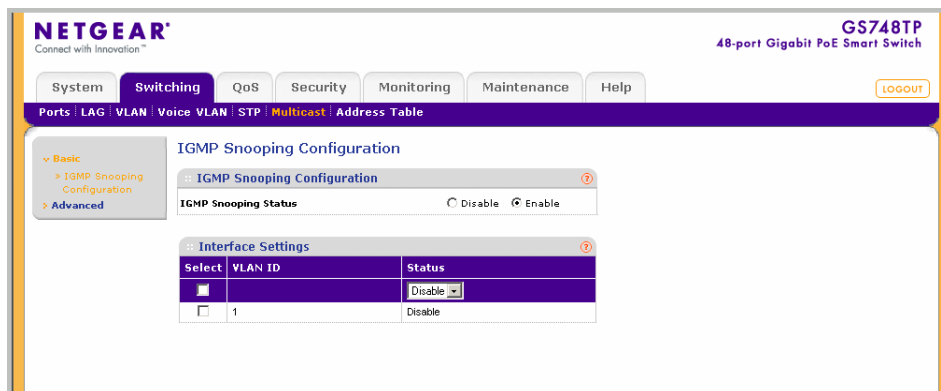 NETGEAR®
Connect with Innovation™
GS748TP
48-port Gigabit PoE Smart Switch
System Switching QoS Security Monitoring Maintenance Help LOGOUT
Ports LAG VLAN Voice VLAN STP Multicast Address Table
Basic
IGMP Snooping
Configuration
Advanced
IGMP Snooping Configuration
IGMP Snooping Configuration ?
IGMP Snooping Status Disable Enable
Interface Settings ?
Select VLAN ID Status
Disable
1 Disable